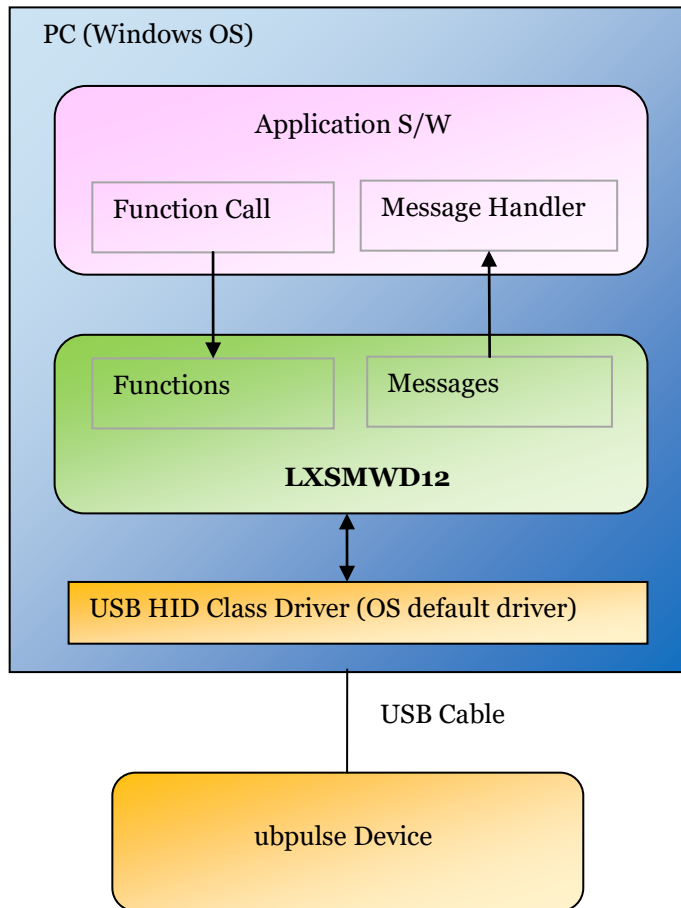 PC (Windows OS)
Application S/W
Function Call
Message Handler
Functions
Messages
LXSMWD12
USB HID Class Driver (OS default driver)
USB Cable
ubpulse Device